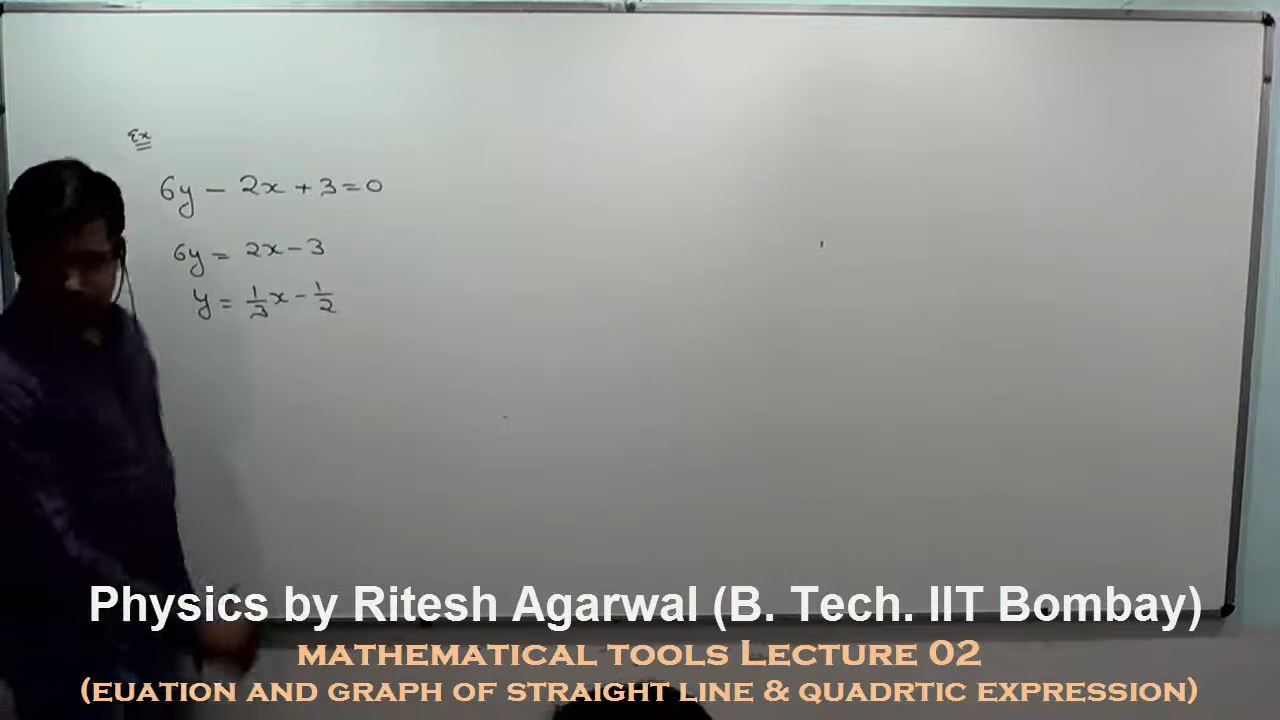 Ex
6y - 2x + 3 = 0
6y = 2x - 3
y = 1/3 x - 1/2
Physics by Ritesh Agarwal (B. Tech. IIT Bombay)
MATHEMATICAL TOOLS LECTURE 02
(EUATION AND GRAPH OF STRAIGHT LINE & QUADRTIC EXPRESSION)